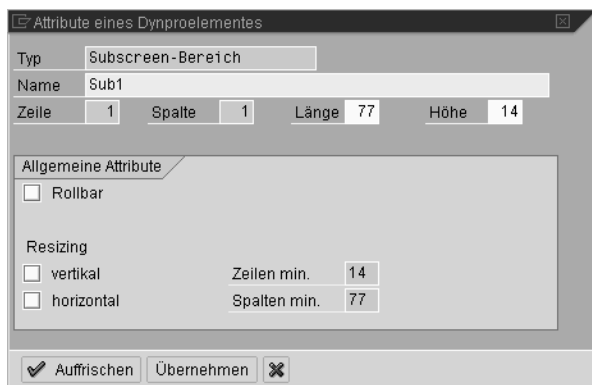 Attribute eines Dynproelementes
Typ Subscreen-Bereich
Name Sub1
Zeile 1 Spalte 1 Länge 77 Höhe 14
Allgemeine Attribute
Rollbar
Resizing
vertikal Zeilen min. 14
horizontal Spalten min. 77
Auffrischen Übernehmen